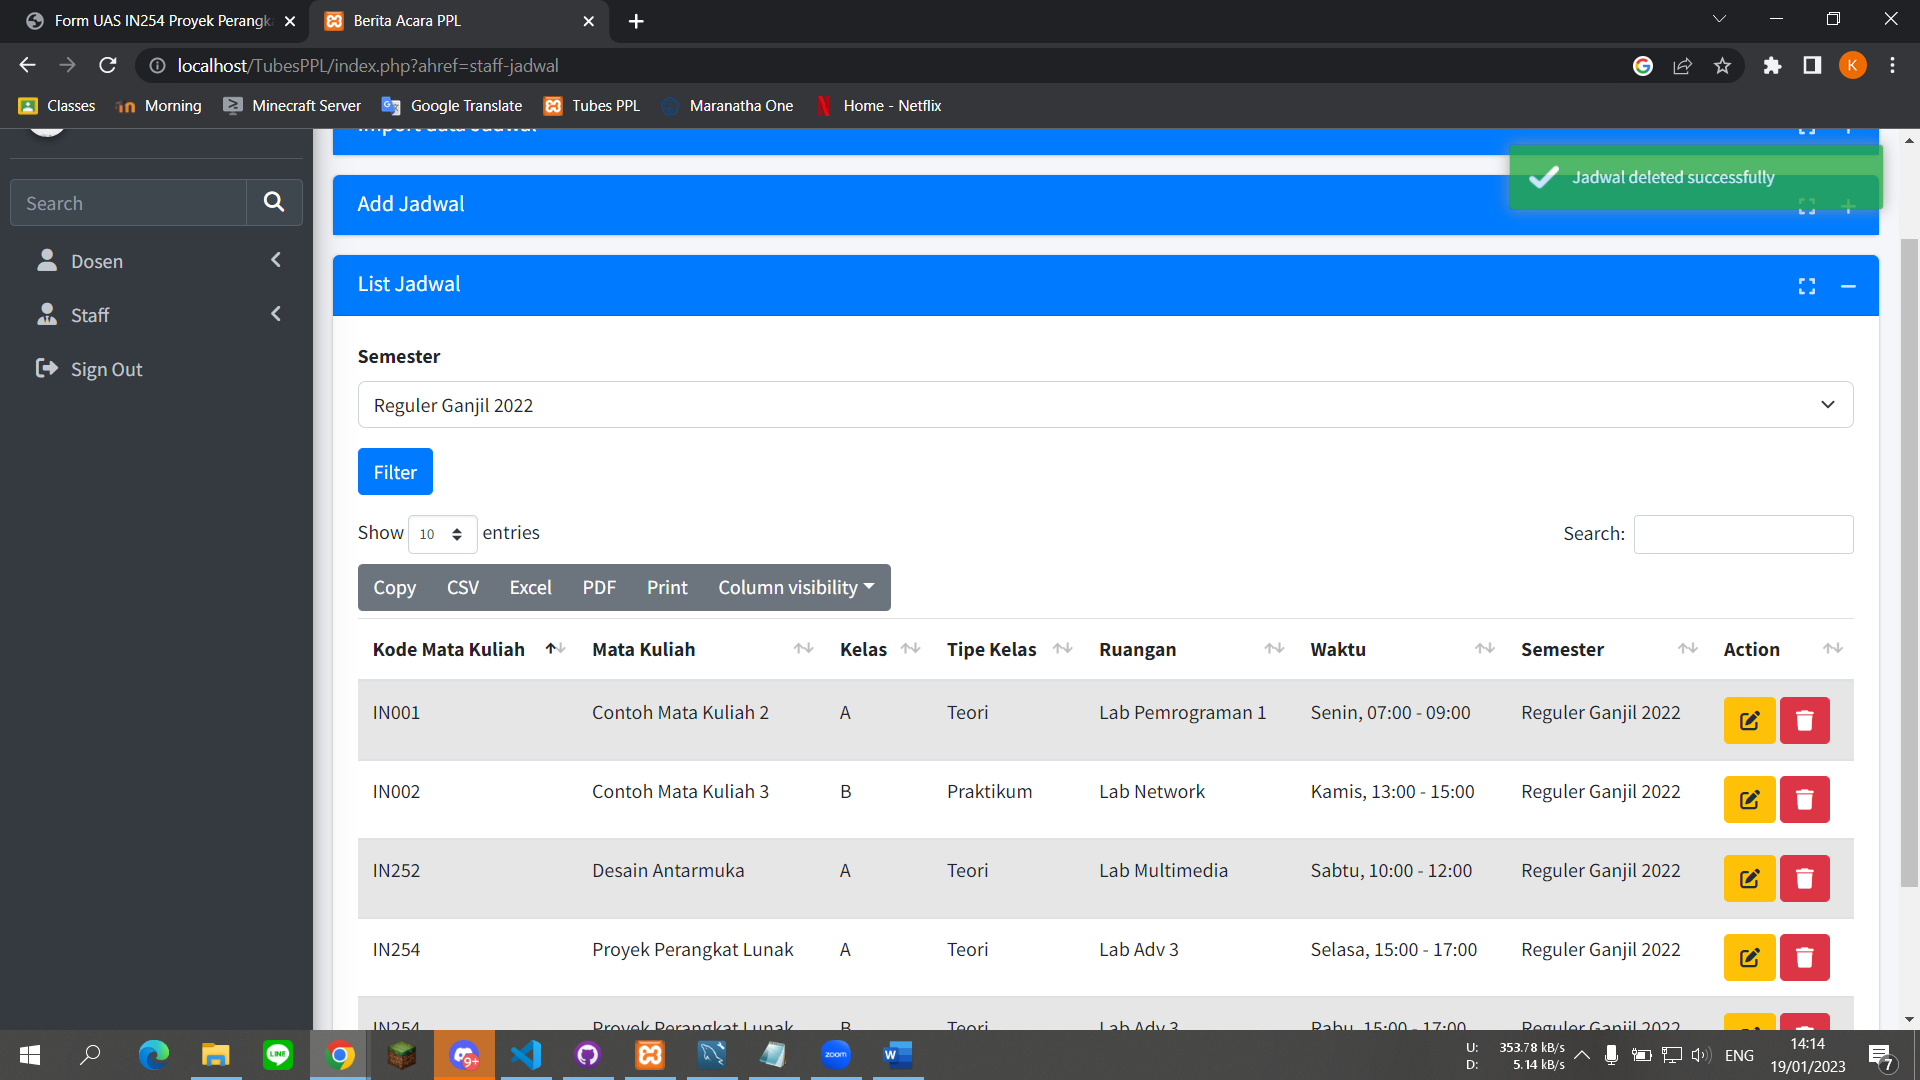 Form UAS IN254 Proyek Perangka
Berita Acara PPL
localhost/TubesPPL/index.php?ahref=staff-jadwal
K
Classes Morning Minecraft Server Google Translate Tubes PPL Maranatha One Home - Netflix
Import data Jadwal
Jadwal deleted successfully
Search
Add Jadwal
Dosen
Staff
Sign Out
List Jadwal
Semester
Reguler Ganjil 2022
Filter
Show 10 entries
Search:
Copy CSV Excel PDF Print Column visibility
Kode Mata Kuliah Mata Kuliah Kelas Tipe Kelas Ruangan Waktu Semester Action
IN001 Contoh Mata Kuliah 2 A Teori Lab Pemrograman 1 Senin, 07:00 - 09:00 Reguler Ganjil 2022
IN002 Contoh Mata Kuliah 3 B Praktikum Lab Network Kamis, 13:00 - 15:00 Reguler Ganjil 2022
IN252 Desain Antarmuka A Teori Lab Multimedia Sabtu, 10:00 - 12:00 Reguler Ganjil 2022
IN254 Proyek Perangkat Lunak A Teori Lab Adv 3 Selasa, 15:00 - 17:00 Reguler Ganjil 2022
IN254 Proyek Perangkat Lunak B Teori Lab Adv 3 Rabu, 15:00 - 17:00 Reguler Ganjil 2022
LINE
9+
zoom
W
U: 353.78 kB/s
D: 5.14 kB/s
ENG
14:14
19/01/2023
7